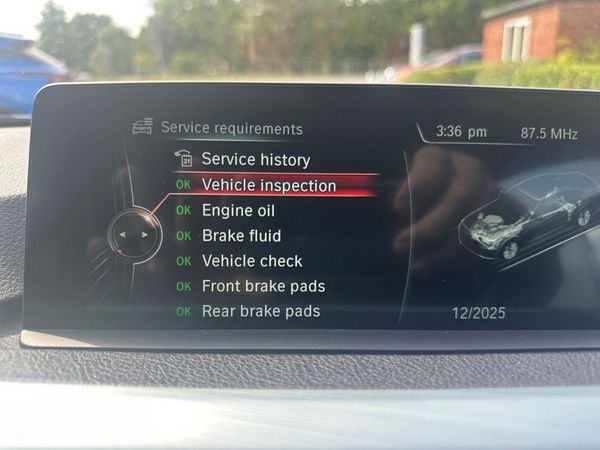 Service requirements
3:36 pm 87.5 MHz
31 Service history
OK Vehicle inspection
OK Engine oil
OK Brake fluid
OK Vehicle check
OK Front brake pads
OK Rear brake pads
12/2025